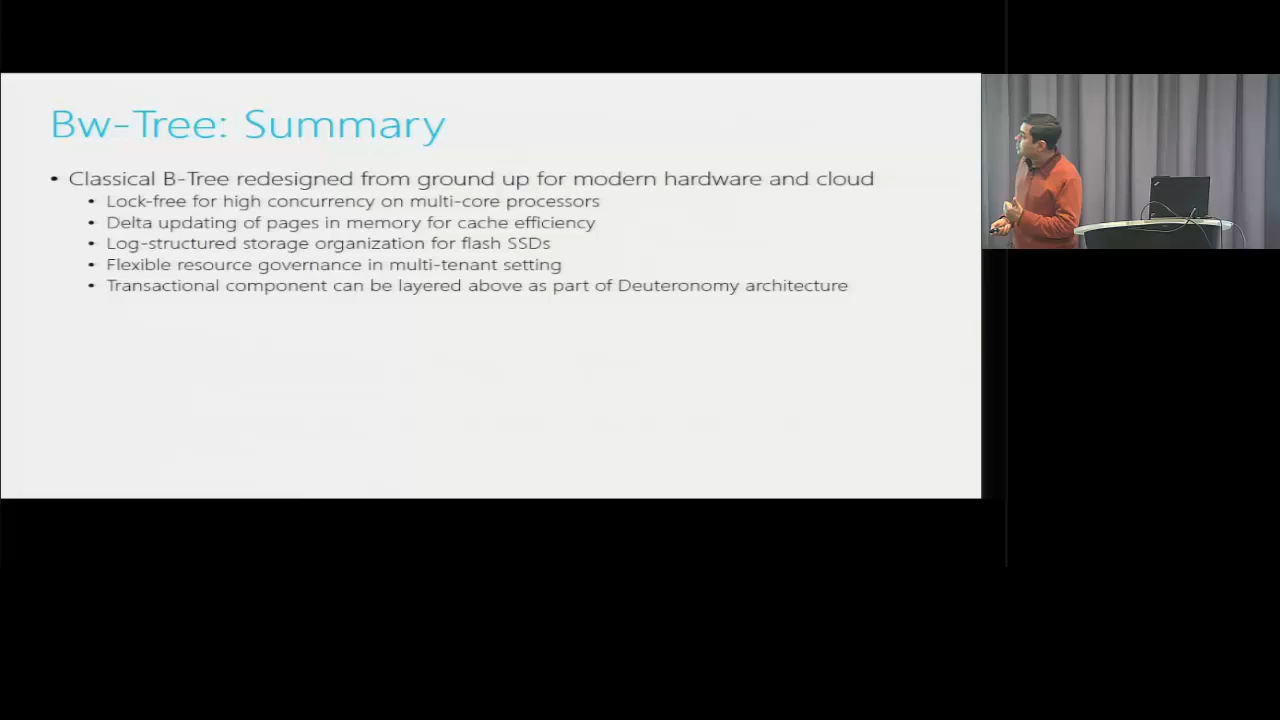 Bw-Tree: Summary
• Classical B-Tree redesigned from ground up for modern hardware and cloud
• Lock-free for high concurrency on multi-core processors
• Delta updating of pages in memory for cache efficiency
• Log-structured storage organization for flash SSDs
• Flexible resource governance in multi-tenant setting
• Transactional component can be layered above as part of Deuteronomy architecture